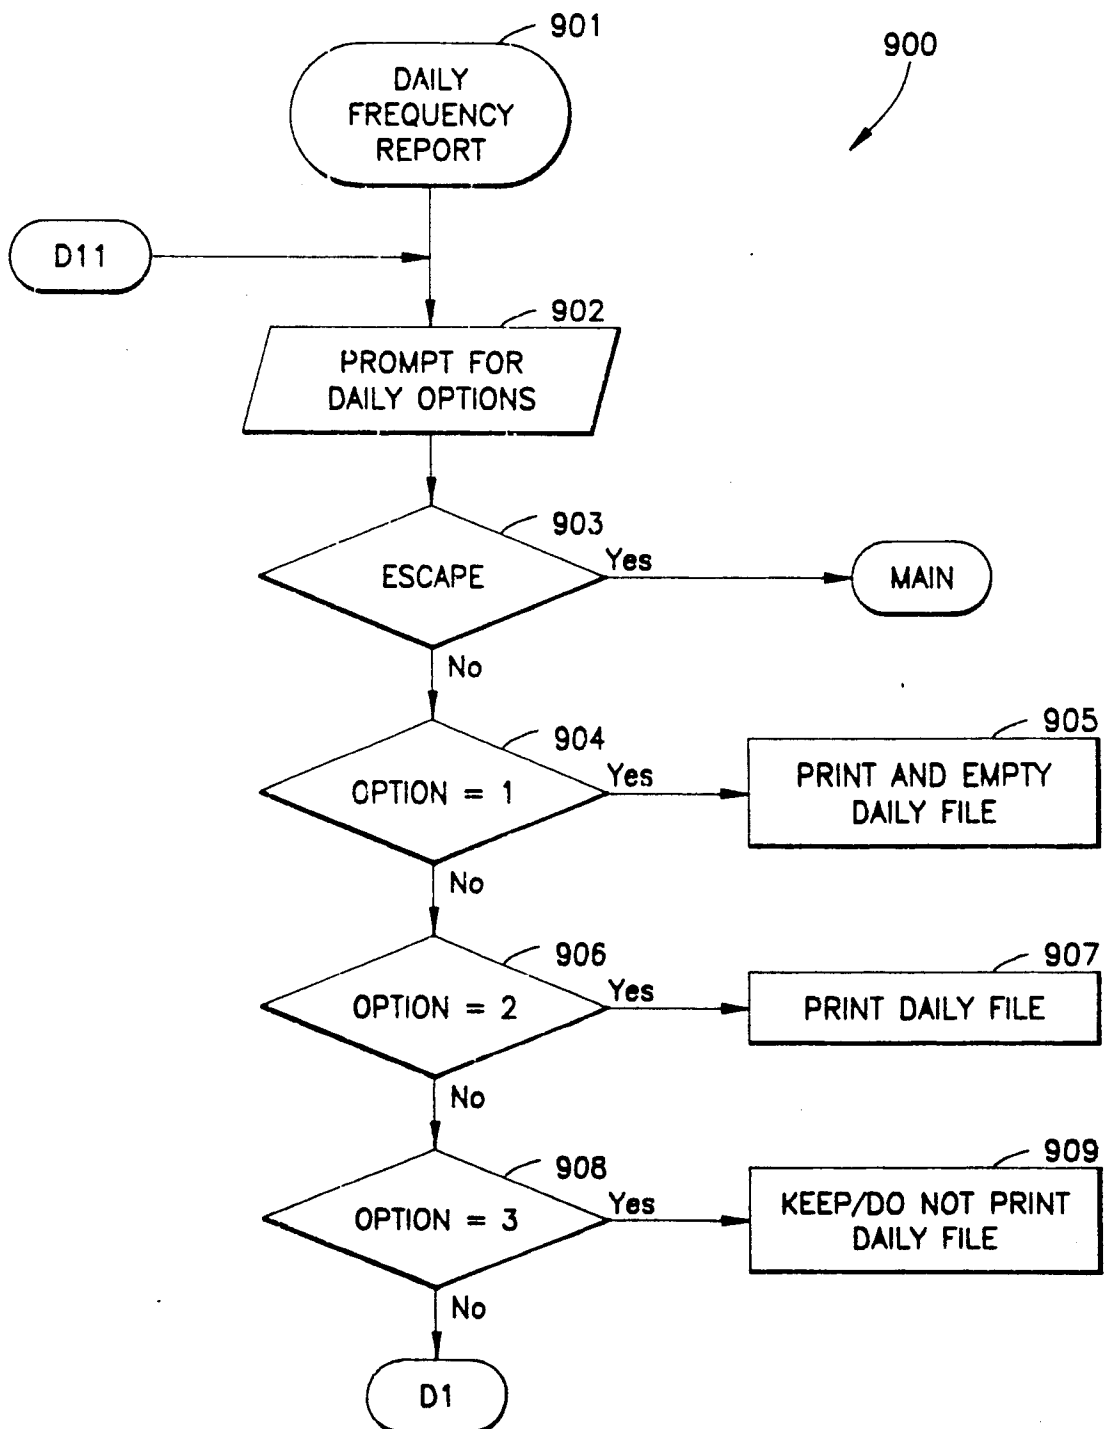 901
900
DAILY
FREQUENCY
REPORT
D11
902
PROMPT FOR
DAILY OPTIONS
903
ESCAPE
Yes
MAIN
No
904
OPTION = 1
Yes
905
PRINT AND EMPTY
DAILY FILE
No
906
OPTION = 2
Yes
907
PRINT DAILY FILE
No
908
OPTION = 3
Yes
909
KEEP/DO NOT PRINT
DAILY FILE
No
D1